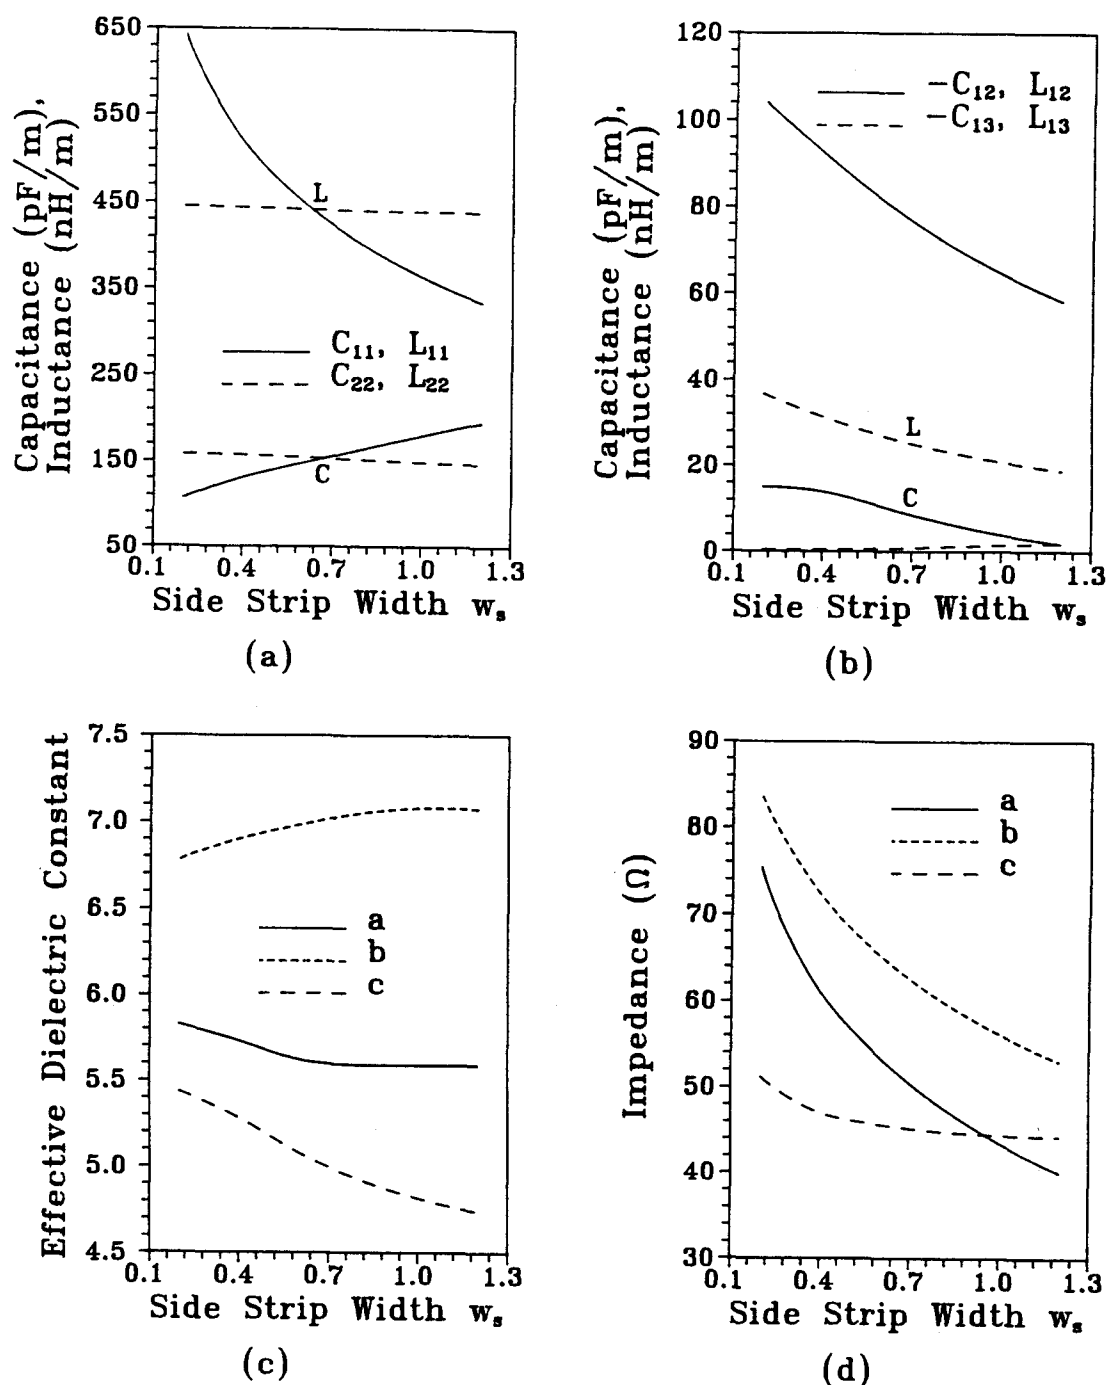 Capacitance (pF/m),
Inductance (nH/m)
650
550
450
350
250
150
50
L
C₁₁, L₁₁
C₂₂, L₂₂
C
0.1 0.4 0.7 1.0 1.3
Side Strip Width wₛ
(a)
Capacitance (pF/m),
Inductance (nH/m)
120
100
80
60
40
20
0
−C₁₂, L₁₂
−C₁₃, L₁₃
L
C
0.1 0.4 0.7 1.0 1.3
Side Strip Width wₛ
(b)
Effective Dielectric Constant
7.5
7.0
6.5
6.0
5.5
5.0
4.5
a
b
c
0.1 0.4 0.7 1.0 1.3
Side Strip Width wₛ
(c)
Impedance (Ω)
90
80
70
60
50
40
30
a
b
c
0.1 0.4 0.7 1.0 1.3
Side Strip Width wₛ
(d)